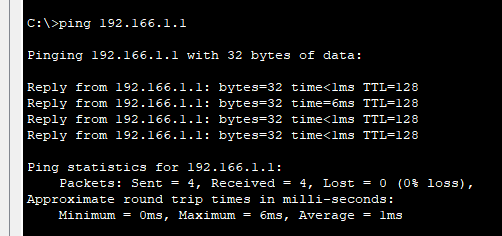 C:\>ping 192.166.1.1
Pinging 192.166.1.1 with 32 bytes of data:
Reply from 192.166.1.1: bytes=32 time<1ms TTL=128
Reply from 192.166.1.1: bytes=32 time=6ms TTL=128
Reply from 192.166.1.1: bytes=32 time<1ms TTL=128
Reply from 192.166.1.1: bytes=32 time<1ms TTL=128
Ping statistics for 192.166.1.1:
Packets: Sent = 4, Received = 4, Lost = 0 (0% loss),
Approximate round trip times in milli-seconds:
Minimum = 0ms, Maximum = 6ms, Average = 1ms